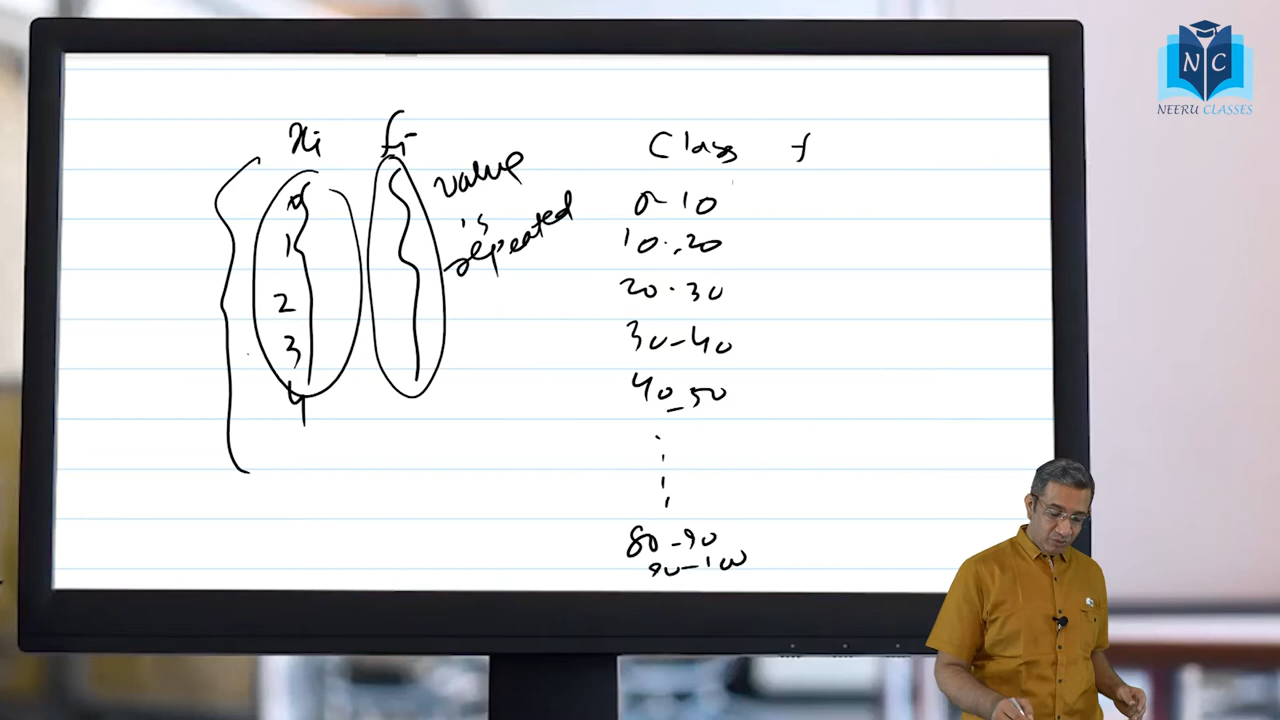 xi fi
value
is
repeated
0
1
2
3
4
Class f
0-10
10-20
20-30
30-40
40-50
80-90
90-100
N C
NEERU CLASSES